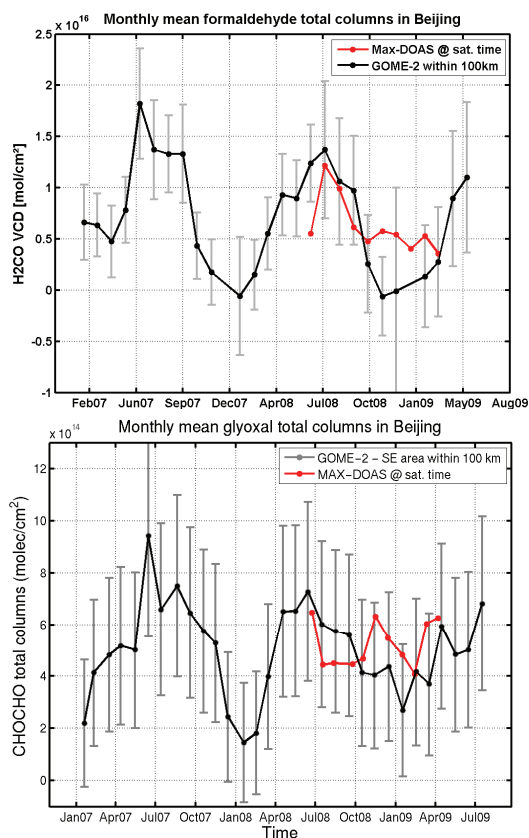 Monthly mean formaldehyde total columns in Beijing
x 10^16
Max-DOAS @ sat. time
GOME-2 within 100km
H2CO VCD [mol/cm²]
2.5
2
1.5
1
0.5
0
-0.5
-1
Feb07 Jun07 Sep07 Dec07 Apr08 Jul08 Oct08 Jan09 May09 Aug09
Monthly mean glyoxal total columns in Beijing
x 10^14
GOME-2 - SE area within 100 km
MAX-DOAS @ sat. time
CHOCHO total columns (molec/cm²)
12
10
8
6
4
2
0
Jan07 Apr07 Jul07 Oct07 Jan08 Apr08 Jul08 Oct08 Jan09 Apr09 Jul09
Time